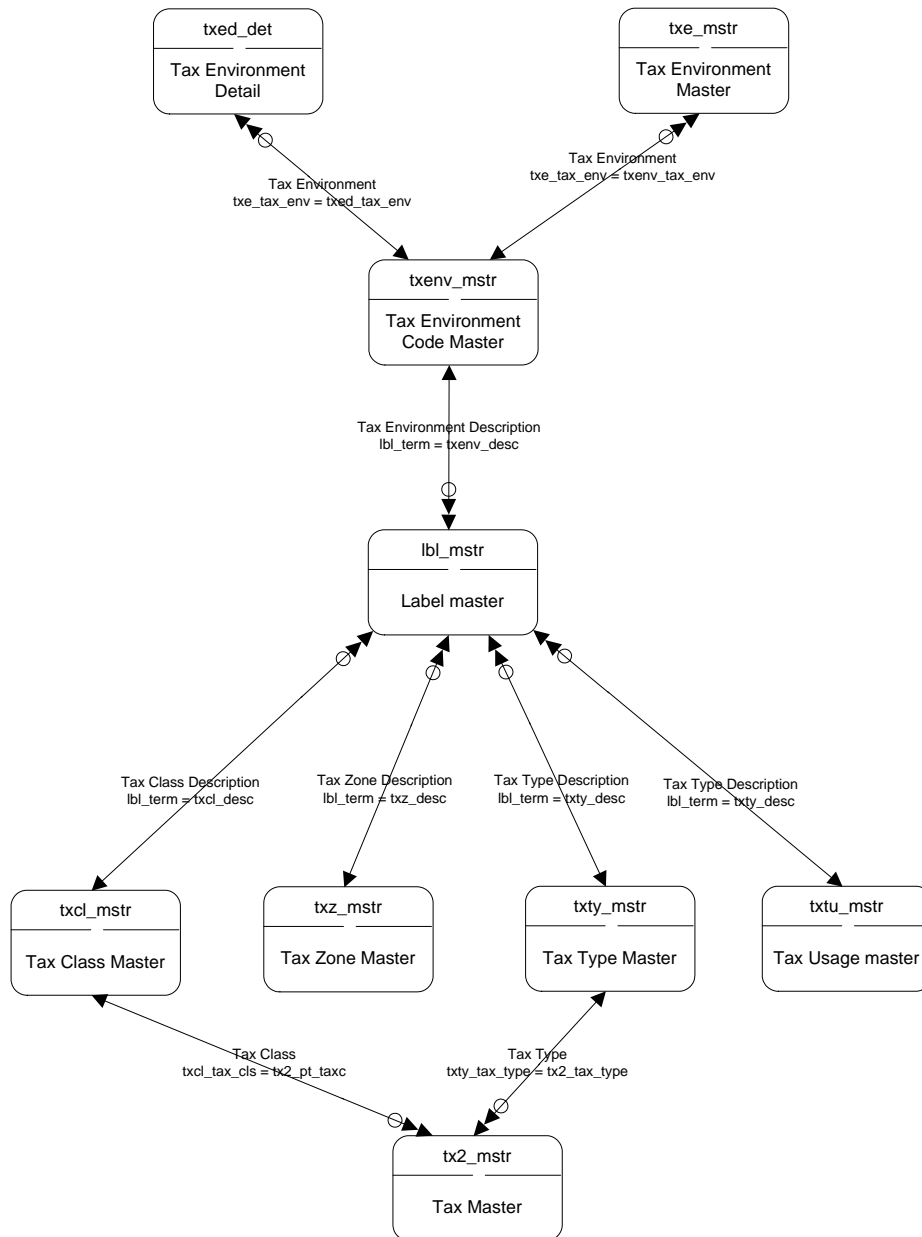 txed_det
Tax Environment
Detail
txe_mstr
Tax Environment
Master
Tax Environment
txe_tax_env = txed_tax_env
Tax Environment
txe_tax_env = txenv_tax_env
txenv_mstr
Tax Environment
Code Master
Tax Environment Description
lbl_term = txenv_desc
lbl_mstr
Label master
Tax Class Description
lbl_term = txcl_desc
Tax Zone Description
lbl_term = txz_desc
Tax Type Description
lbl_term = txty_desc
Tax Type Description
lbl_term = txty_desc
txcl_mstr
Tax Class Master
txz_mstr
Tax Zone Master
txty_mstr
Tax Type Master
txtu_mstr
Tax Usage master
Tax Class
txcl_tax_cls = tx2_pt_taxc
Tax Type
txty_tax_type = tx2_tax_type
tx2_mstr
Tax Master